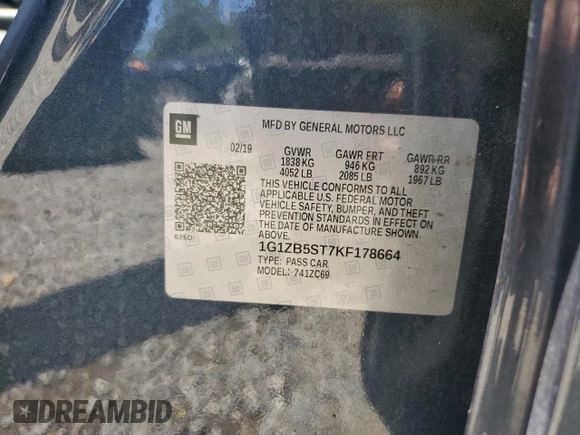 GM
MFD BY GENERAL MOTORS LLC
02/19 GVWR GAWR FRT GAWR RR
1838 KG 946 KG 892 KG
4052 LB 2085 LB 1967 LB
THIS VEHICLE CONFORMS TO ALL
APPLICABLE U.S. FEDERAL MOTOR
VEHICLE SAFETY, BUMPER, AND THEFT
PREVENTION STANDARDS IN EFFECT ON
THE DATE OF MANUFACTURE SHOWN
ABOVE.
1G1ZB5ST7KF178664
TYPE: PASS CAR
MODEL: 741ZC69
DREAMBID